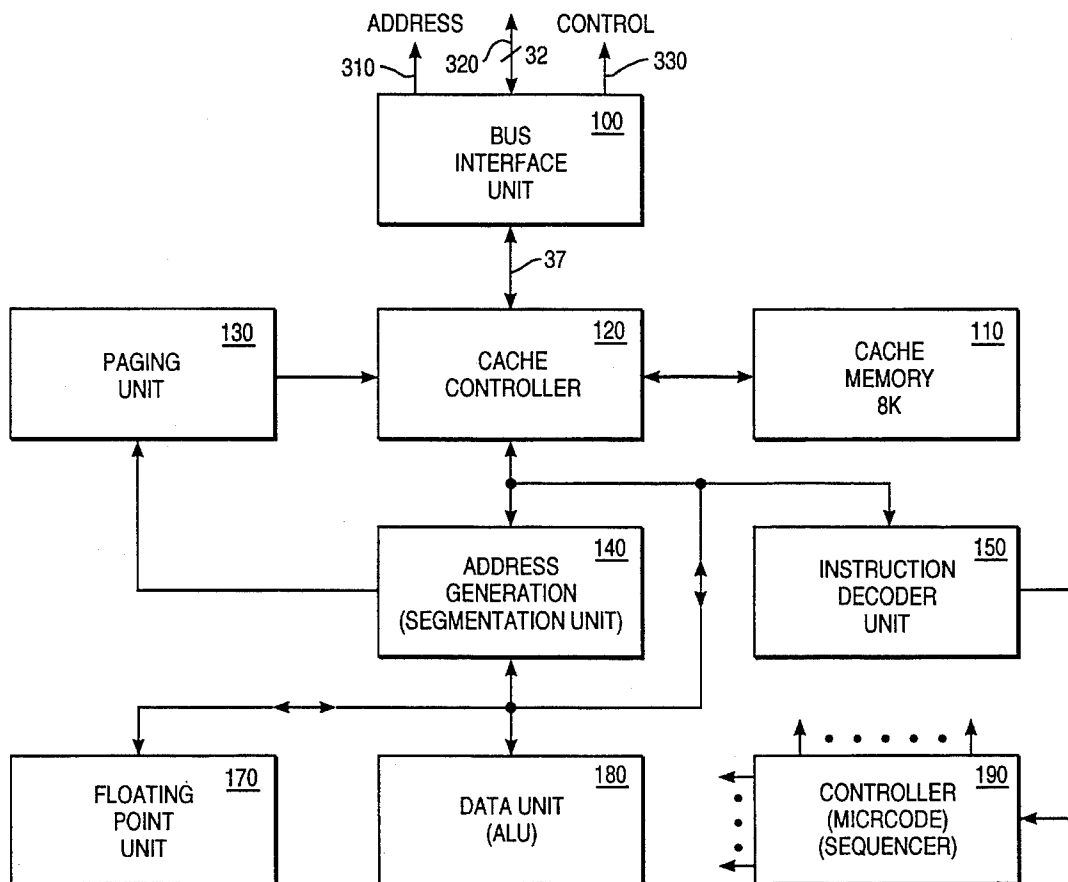 ADDRESS
CONTROL
310
320
32
330
100
BUS
INTERFACE
UNIT
37
130
PAGING
UNIT
120
CACHE
CONTROLLER
110
CACHE
MEMORY
8K
140
ADDRESS
GENERATION
(SEGMENTATION UNIT)
150
INSTRUCTION
DECODER
UNIT
170
FLOATING
POINT
UNIT
180
DATA UNIT
(ALU)
190
CONTROLLER
(MICRCODE)
(SEQUENCER)